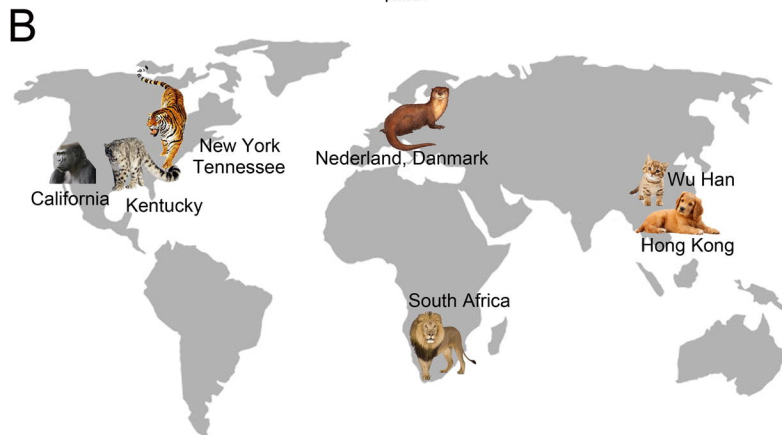 B
New York
Tennessee
California
Kentucky
Nederland, Danmark
Wu Han
Hong Kong
South Africa